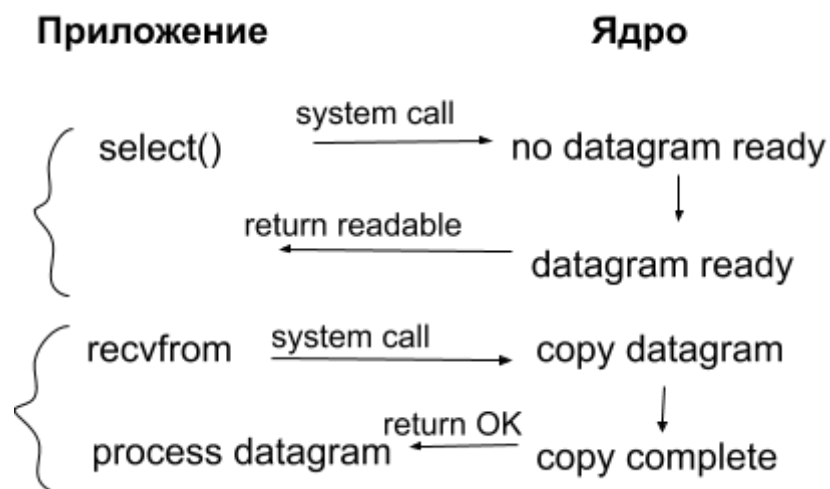 Приложение
Ядро
system call
select()
no datagram ready
return readable
datagram ready
system call
recvfrom
copy datagram
return OK
process datagram
copy complete